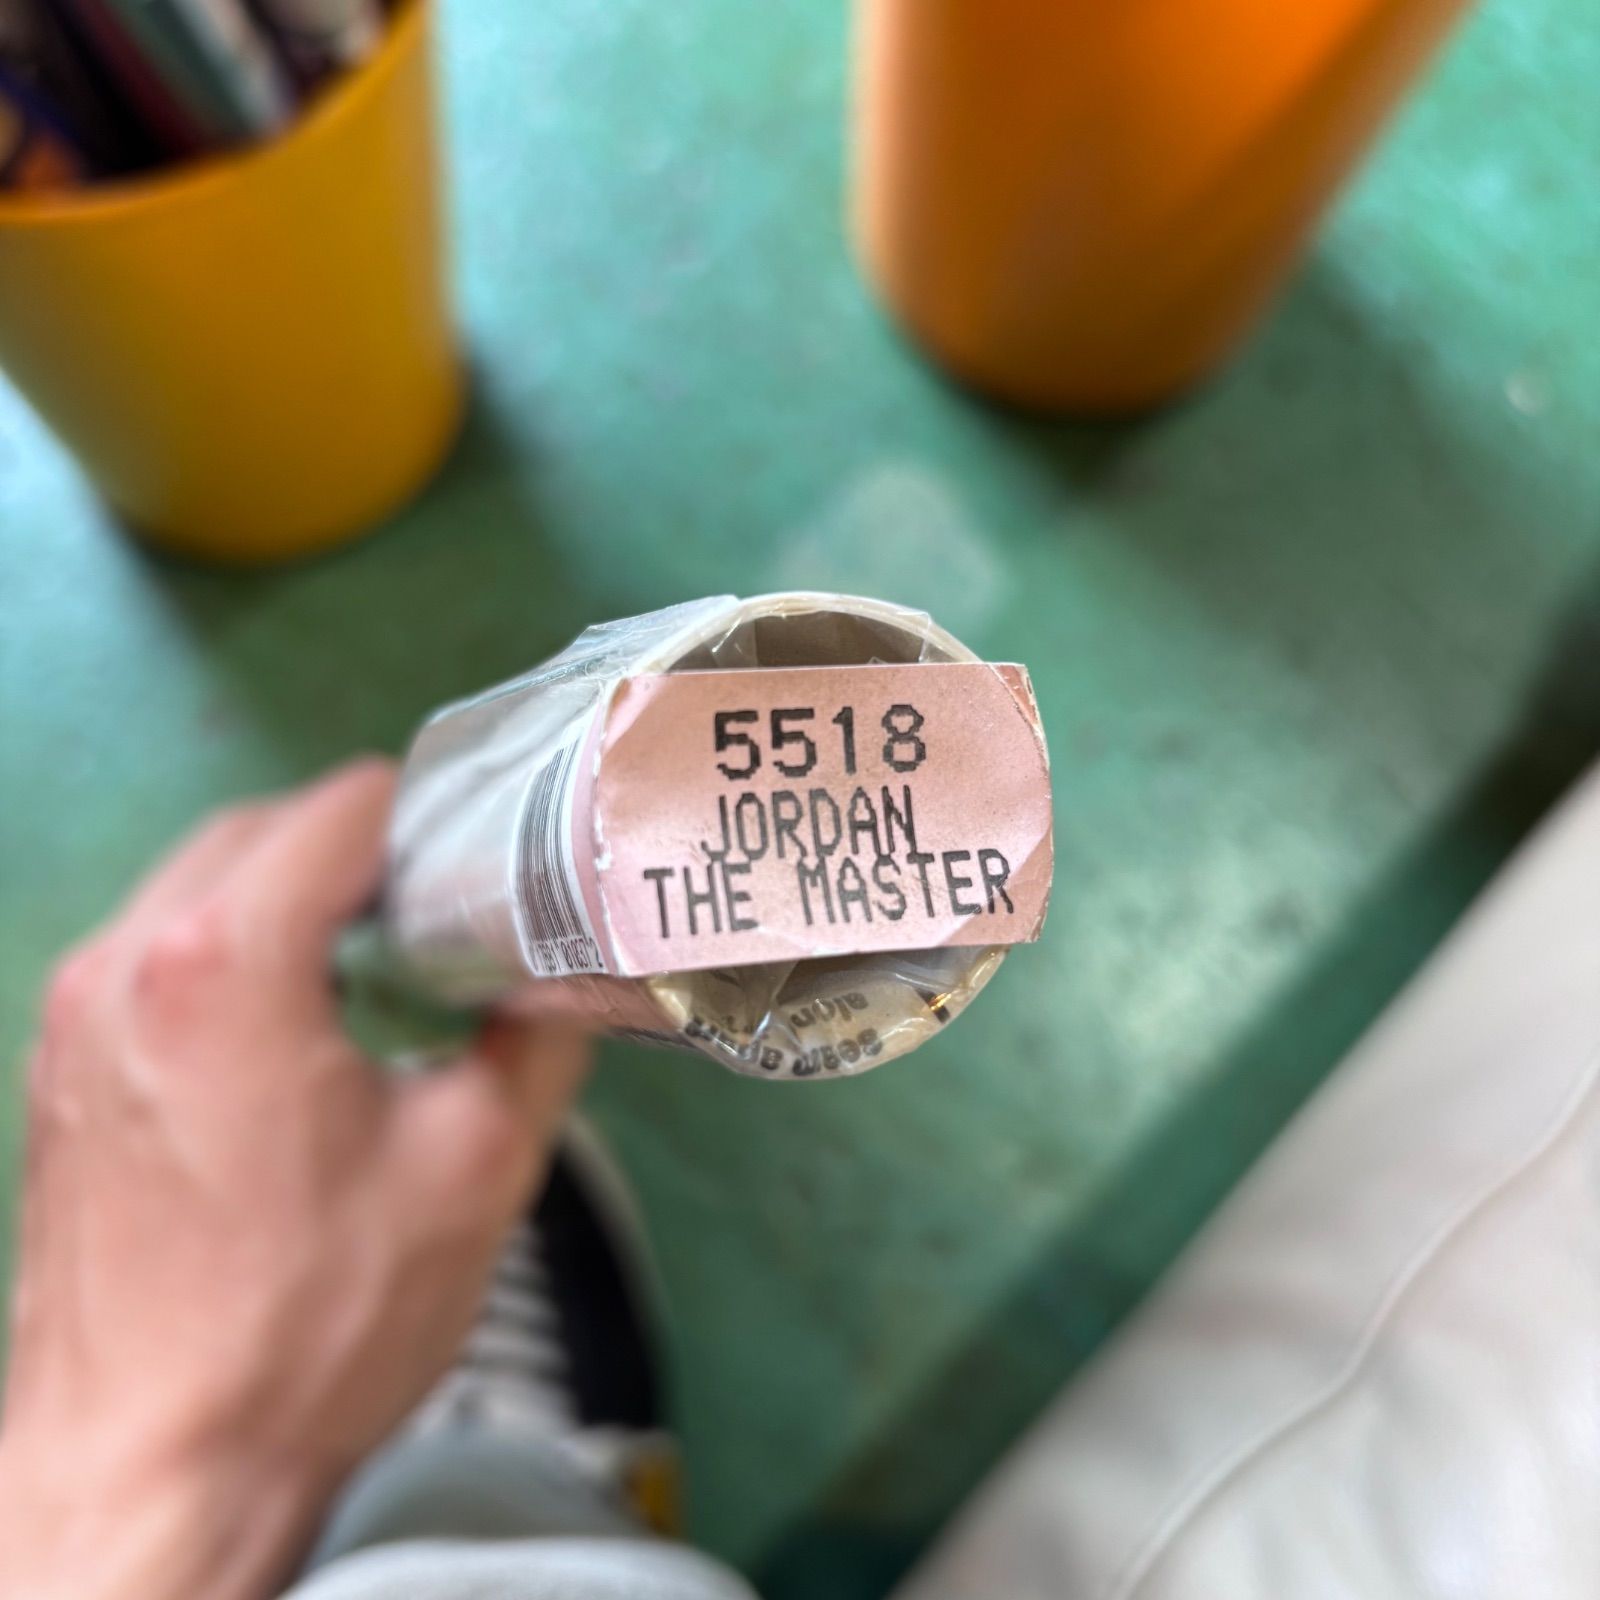 5518
JORDAN
THE MASTER